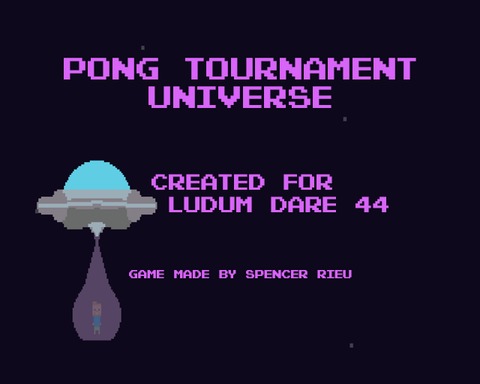 PONG TOURNAMENT
UNIVERSE
CREATED FOR
LUDUM DARE 44
GAME MADE BY SPENCER RIEU